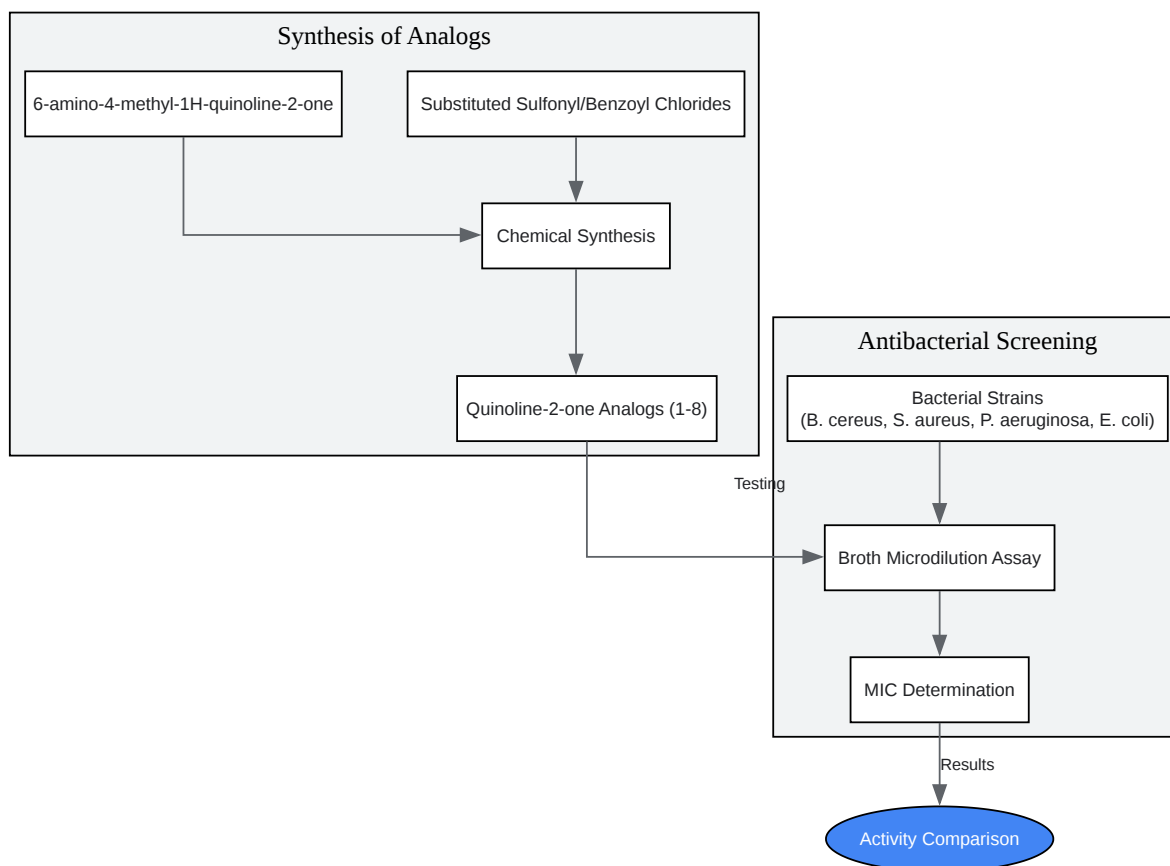 Synthesis of Analogs
6-amino-4-methyl-1H-quinoline-2-one
Substituted Sulfonyl/Benzoyl Chlorides
Chemical Synthesis
Quinoline-2-one Analogs (1-8)
Testing
Antibacterial Screening
Bacterial Strains
(B. cereus, S. aureus, P. aeruginosa, E. coli)
Broth Microdilution Assay
MIC Determination
Results
Activity Comparison